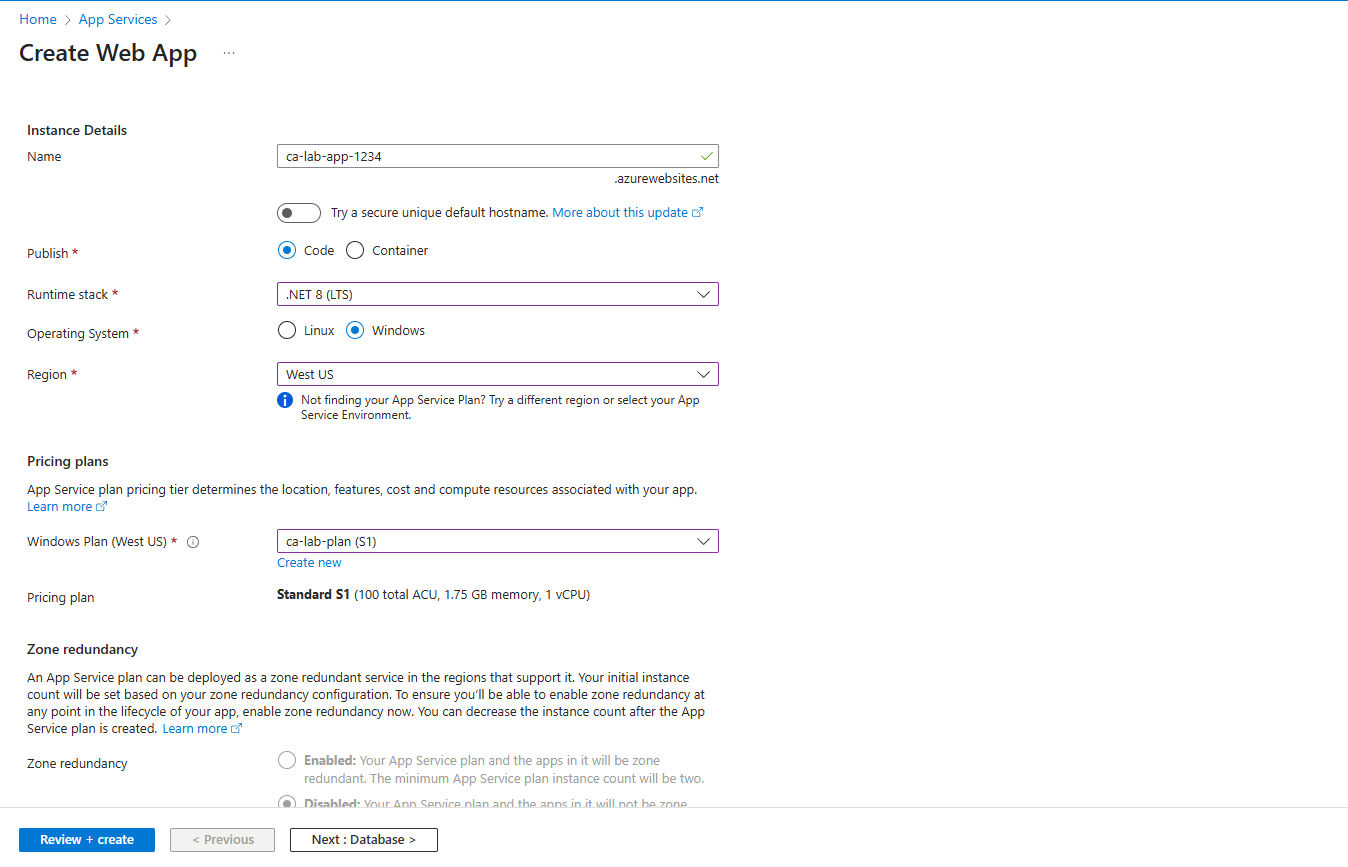 Home > App Services >
Create Web App ...
Instance Details
Name
ca-lab-app-1234
.azurewebsites.net
Try a secure unique default hostname. More about this update
Publish *
Code
Container
Runtime stack *
.NET 8 (LTS)
Operating System *
Linux
Windows
Region *
West US
Not finding your App Service Plan? Try a different region or select your App
Service Environment.
Pricing plans
App Service plan pricing tier determines the location, features, cost and compute resources associated with your app.
Learn more
Windows Plan (West US) *
ca-lab-plan (S1)
Create new
Pricing plan
Standard S1 (100 total ACU, 1.75 GB memory, 1 vCPU)
Zone redundancy
An App Service plan can be deployed as a zone redundant service in the regions that support it. Your initial instance
count will be set based on your zone redundancy configuration. To ensure you'll be able to enable zone redundancy at
any point in the lifecycle of your app, enable zone redundancy now. You can decrease the instance count after the App
Service plan is created. Learn more
Zone redundancy
Enabled: Your App Service plan and the apps in it will be zone
redundant. The minimum App Service plan instance count will be two.
Disabled: Your App Service plan and the apps in it will not be zone
Review + create
< Previous
Next : Database >